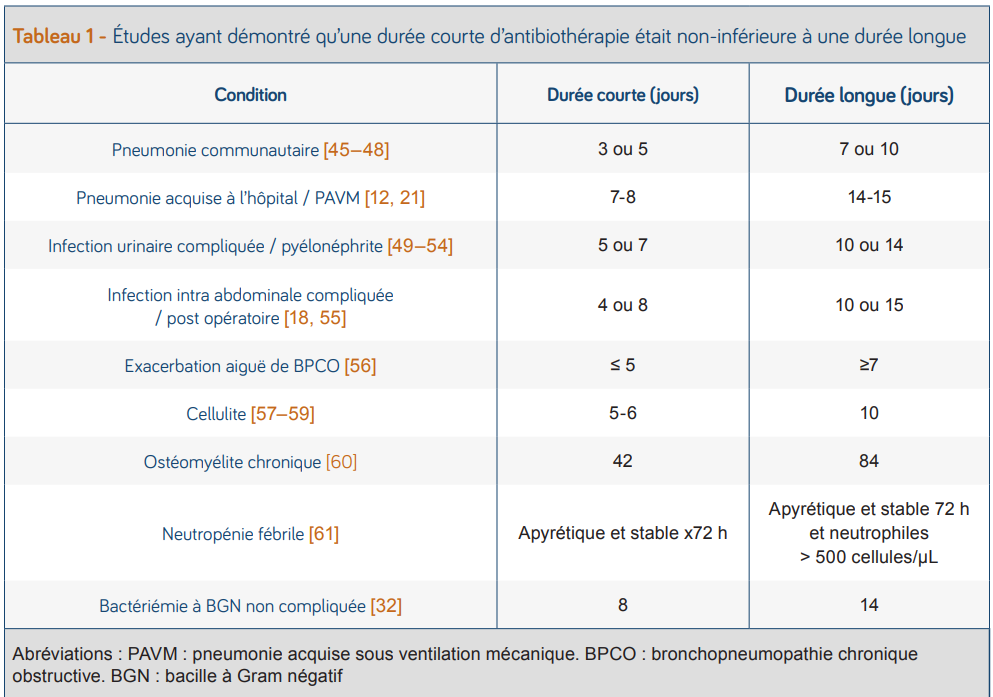 Tableau 1 - Études ayant démontré qu'une durée courte d'antibiothérapie était non-inférieure à une durée longue
Condition Durée courte (jours) Durée longue (jours)
Pneumonie communautaire [45–48] 3 ou 5 7 ou 10
Pneumonie acquise à l'hôpital / PAVM [12, 21] 7-8 14-15
Infection urinaire compliquée / pyélonéphrite [49–54] 5 ou 7 10 ou 14
Infection intra abdominale compliquée
/ post opératoire [18, 55] 4 ou 8 10 ou 15
Exacerbation aiguë de BPCO [56] ≤ 5 ≥7
Cellulite [57–59] 5-6 10
Ostéomyélite chronique [60] 42 84
Neutropénie fébrile [61] Apyrétique et stable x72 h Apyrétique et stable 72 h
et neutrophiles
> 500 cellules/µL
Bactériémie à BGN non compliquée [32] 8 14
Abréviations : PAVM : pneumonie acquise sous ventilation mécanique. BPCO : bronchopneumopathie chronique
obstructive. BGN : bacille à Gram négatif